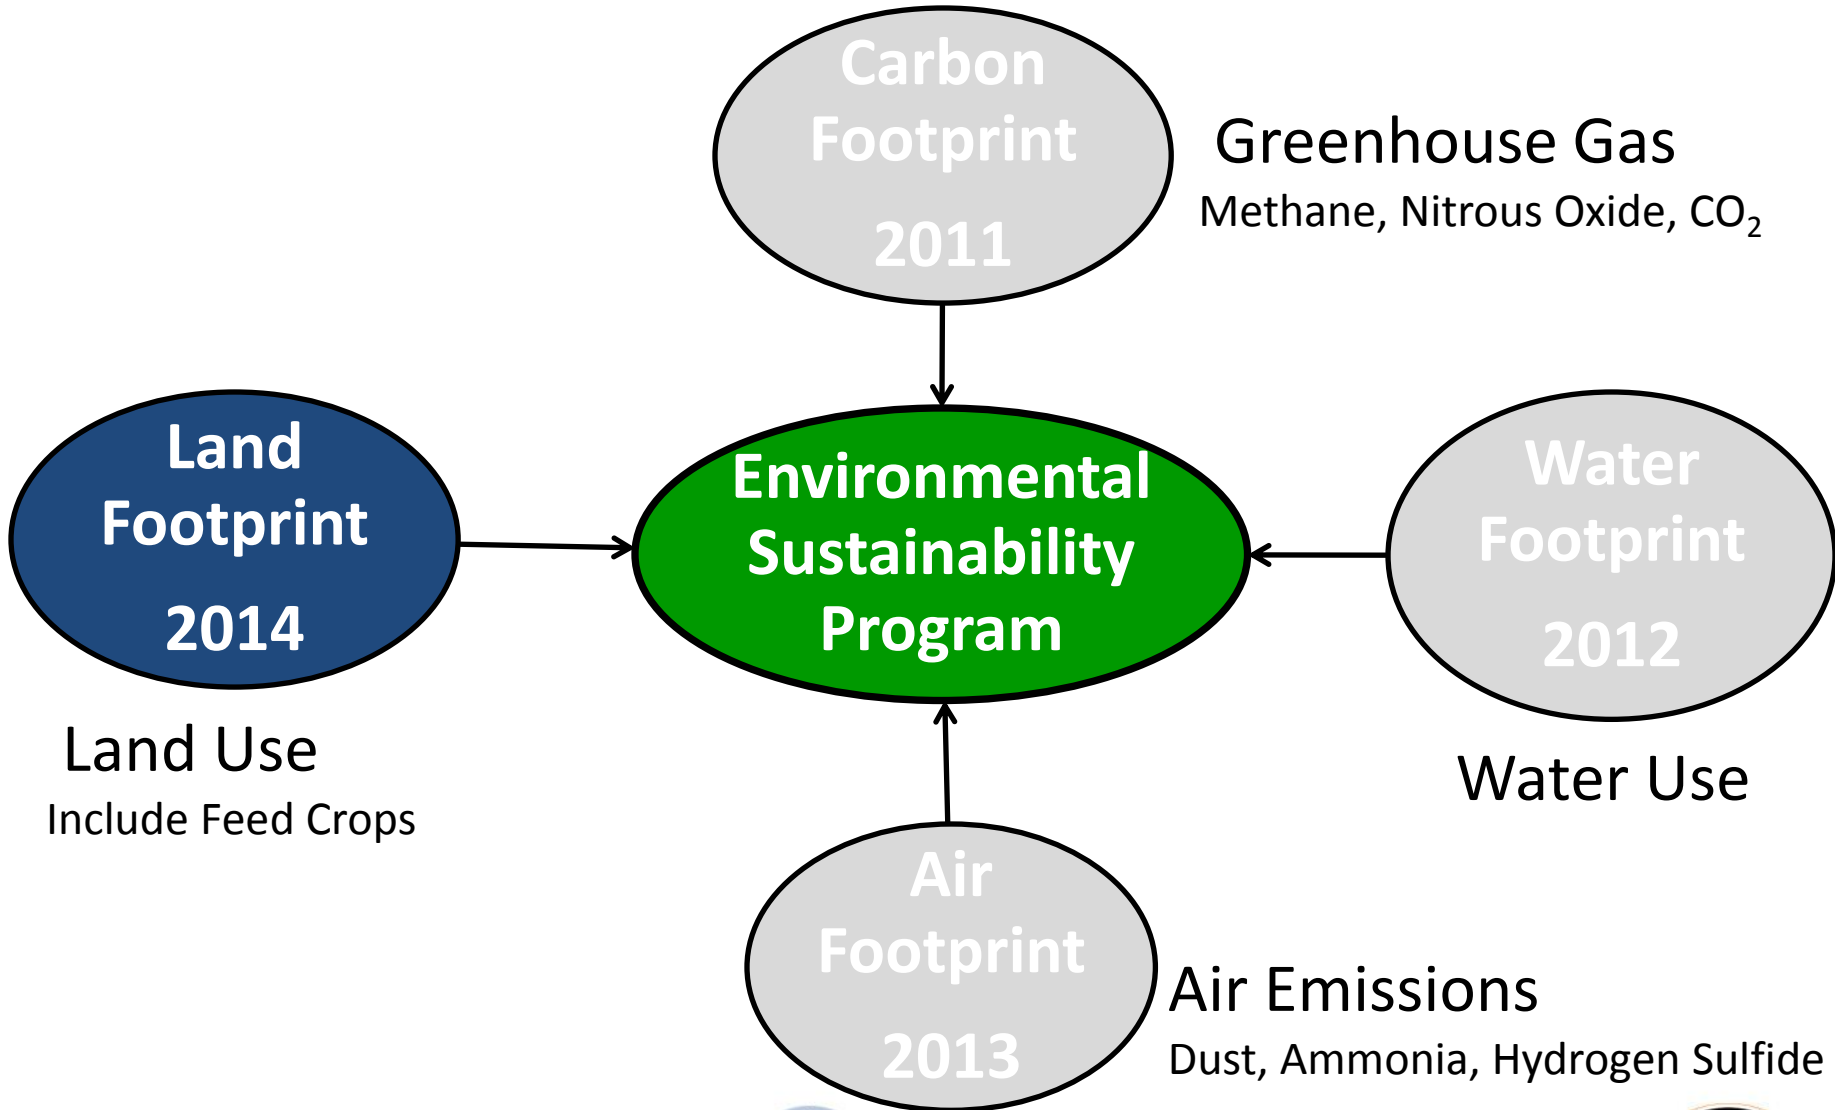 Carbon
Footprint
2011
Greenhouse Gas
Methane, Nitrous Oxide, CO₂
Land
Footprint
2014
Land Use
Include Feed Crops
Environmental
Sustainability
Program
Water
Footprint
2012
Water Use
Air
Footprint
2013
Air Emissions
Dust, Ammonia, Hydrogen Sulfide